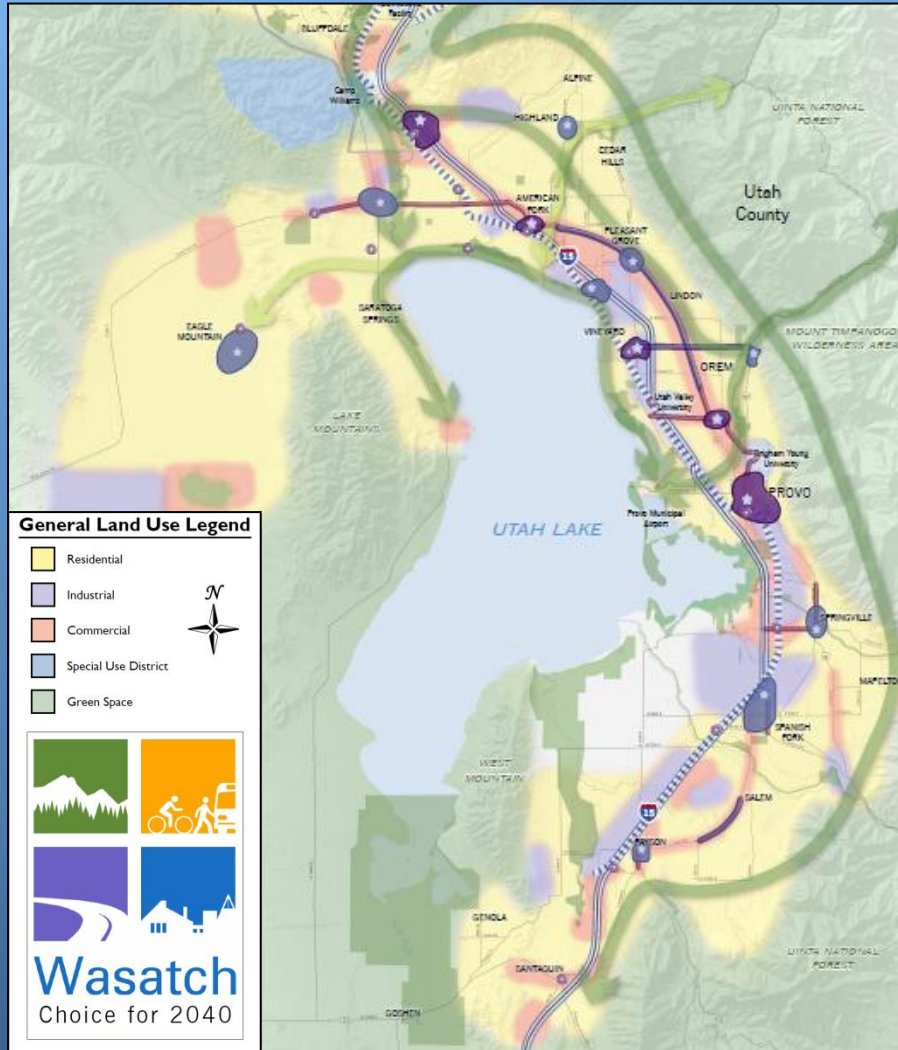 BLUFFDALE
Camp
Williams
ALPINE
HIGHLAND
UINTA NATIONAL
FOREST
CEDAR
HILLS
Utah
County
AMERICAN
FORK
PLEASANT
GROVE
15
LINDON
SARATOGA
SPRINGS
EAGLE
MOUNTAIN
VINEYARD
MOUNT TIMPANOGOS
WILDERNESS AREA
OREM
Utah Valley
University
LAKE
MOUNTAINS
Brigham Young
University
PROVO
Provo Municipal
Airport
UTAH LAKE
SPRINGVILLE
MAPLETON
SPANISH
FORK
WEST
MOUNTAIN
SALEM
15
PAYSON
GENOLA
UINTA NATIONAL
FOREST
SANTAQUIN
GOSHEN
General Land Use Legend
Residential
Industrial
N
Commercial
Special Use District
Green Space
Wasatch
Choice for 2040